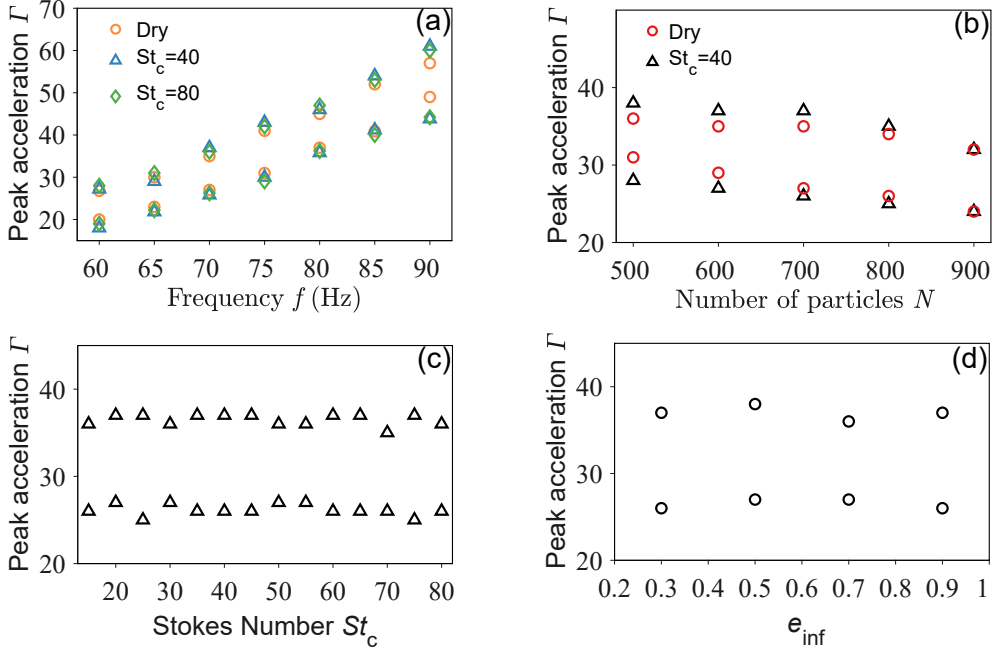 (a)
Dry
St_c=40
St_c=80
70
60
50
40
30
20
Peak acceleration Γ
60 65 70 75 80 85 90
Frequency f (Hz)
(b)
Dry
St_c=40
40
30
20
Peak acceleration Γ
500 600 700 800 900
Number of particles N
(c)
40
30
20
Peak acceleration Γ
20 30 40 50 60 70 80
Stokes Number St_c
(d)
40
30
20
Peak acceleration Γ
0.2 0.3 0.4 0.5 0.6 0.7 0.8 0.9 1
e_inf